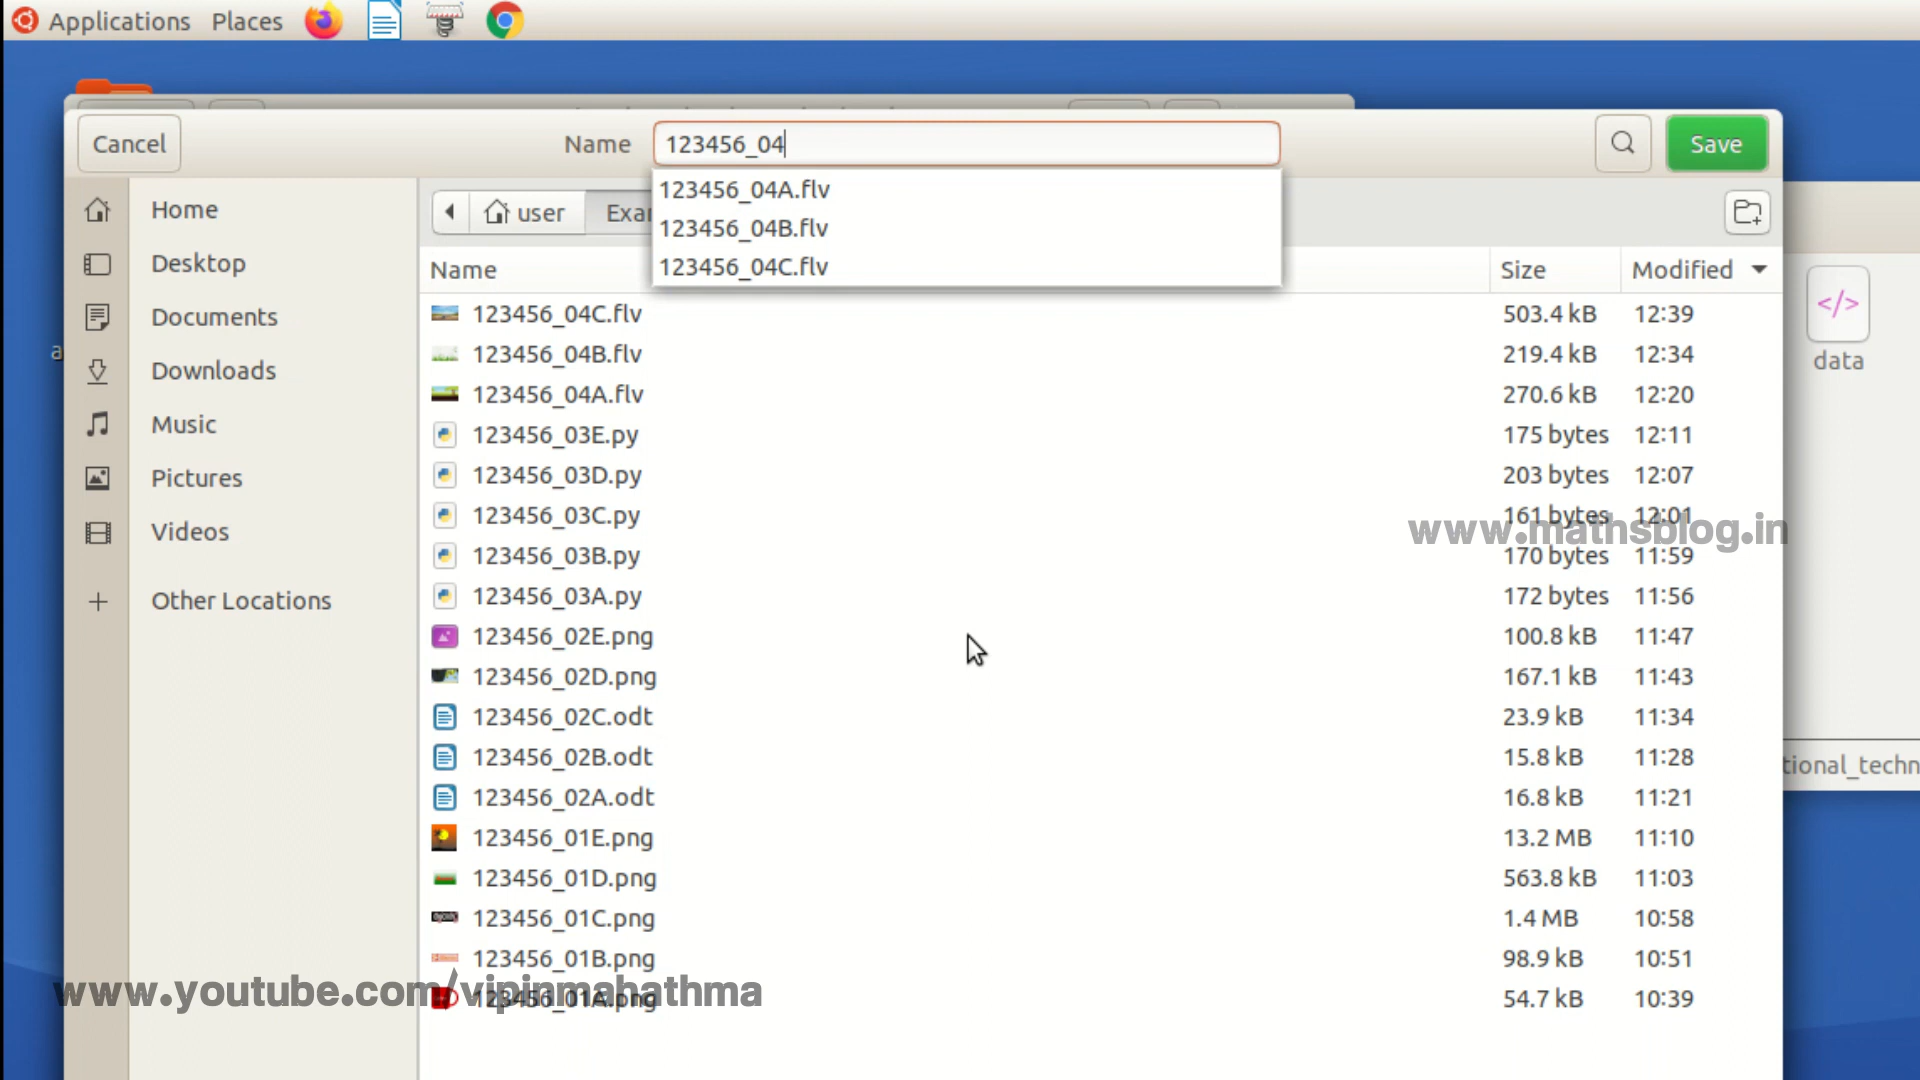 Applications Places
Cancel Name 123456_04 Save
123456_04A.flv
123456_04B.flv
123456_04C.flv
Home
Desktop
Documents
Downloads
Music
Pictures
Videos
Other Locations
user
Name Size Modified
123456_04C.flv 503.4 kB 12:39
123456_04B.flv 219.4 kB 12:34
123456_04A.flv 270.6 kB 12:20
123456_03E.py 175 bytes 12:11
123456_03D.py 203 bytes 12:07
123456_03C.py 161 bytes 12:01
123456_03B.py 170 bytes 11:59
123456_03A.py 172 bytes 11:56
123456_02E.png 100.8 kB 11:47
123456_02D.png 167.1 kB 11:43
123456_02C.odt 23.9 kB 11:34
123456_02B.odt 15.8 kB 11:28
123456_02A.odt 16.8 kB 11:21
123456_01E.png 13.2 MB 11:10
123456_01D.png 563.8 kB 11:03
123456_01C.png 1.4 MB 10:58
123456_01B.png 98.9 kB 10:51
123456_01A.png 54.7 kB 10:39
</> data
www.mathsblog.in
www.youtube.com/vipinmahathma